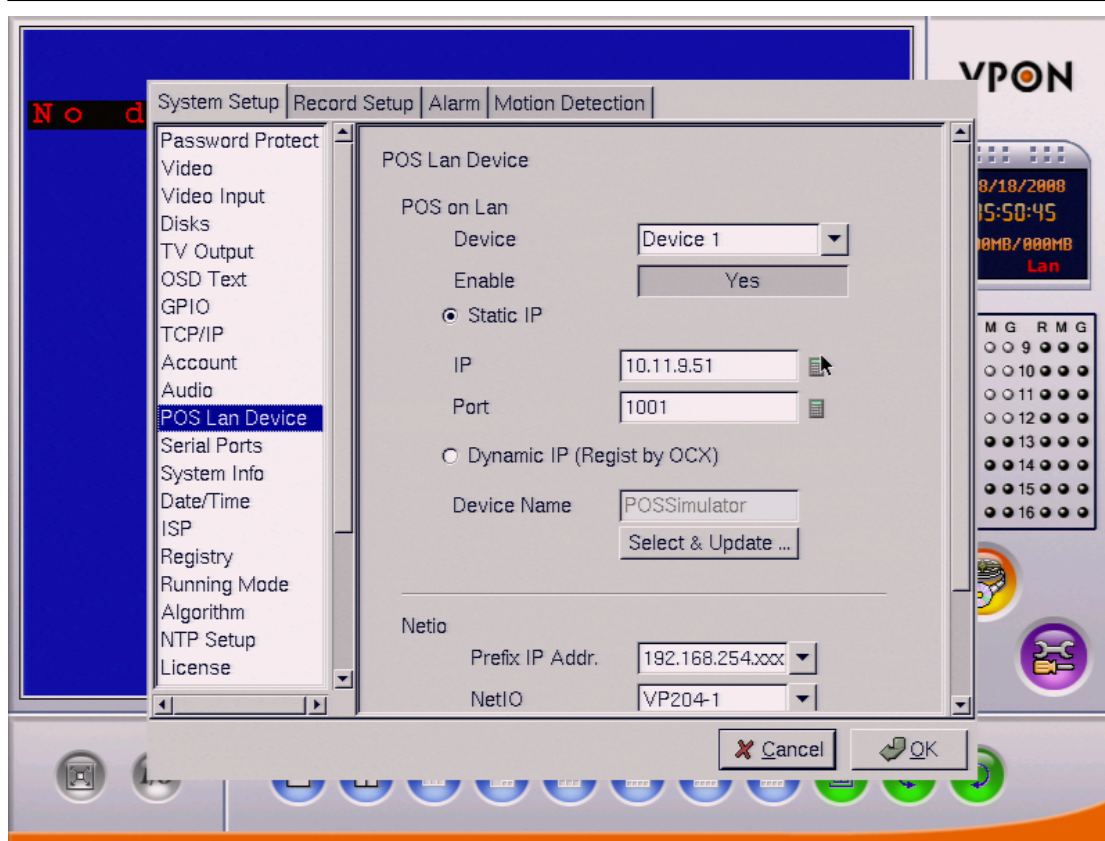 No d
VPON
System Setup Record Setup Alarm Motion Detection
Password Protect
Video
Video Input
Disks
TV Output
OSD Text
GPIO
TCP/IP
Account
Audio
POS Lan Device
Serial Ports
System Info
Date/Time
ISP
Registry
Running Mode
Algorithm
NTP Setup
License
POS Lan Device
POS on Lan
Device Device 1
Enable Yes
Static IP
IP 10.11.9.51
Port 1001
Dynamic IP (Regist by OCX)
Device Name POSSimulator
Select & Update ...
Netio
Prefix IP Addr. 192.168.254.xxx
NetIO VP204-1
Cancel OK
8/18/2008
5:50:45
00MB/000MB
Lan
M G R M G
9
10
11
12
13
14
15
16